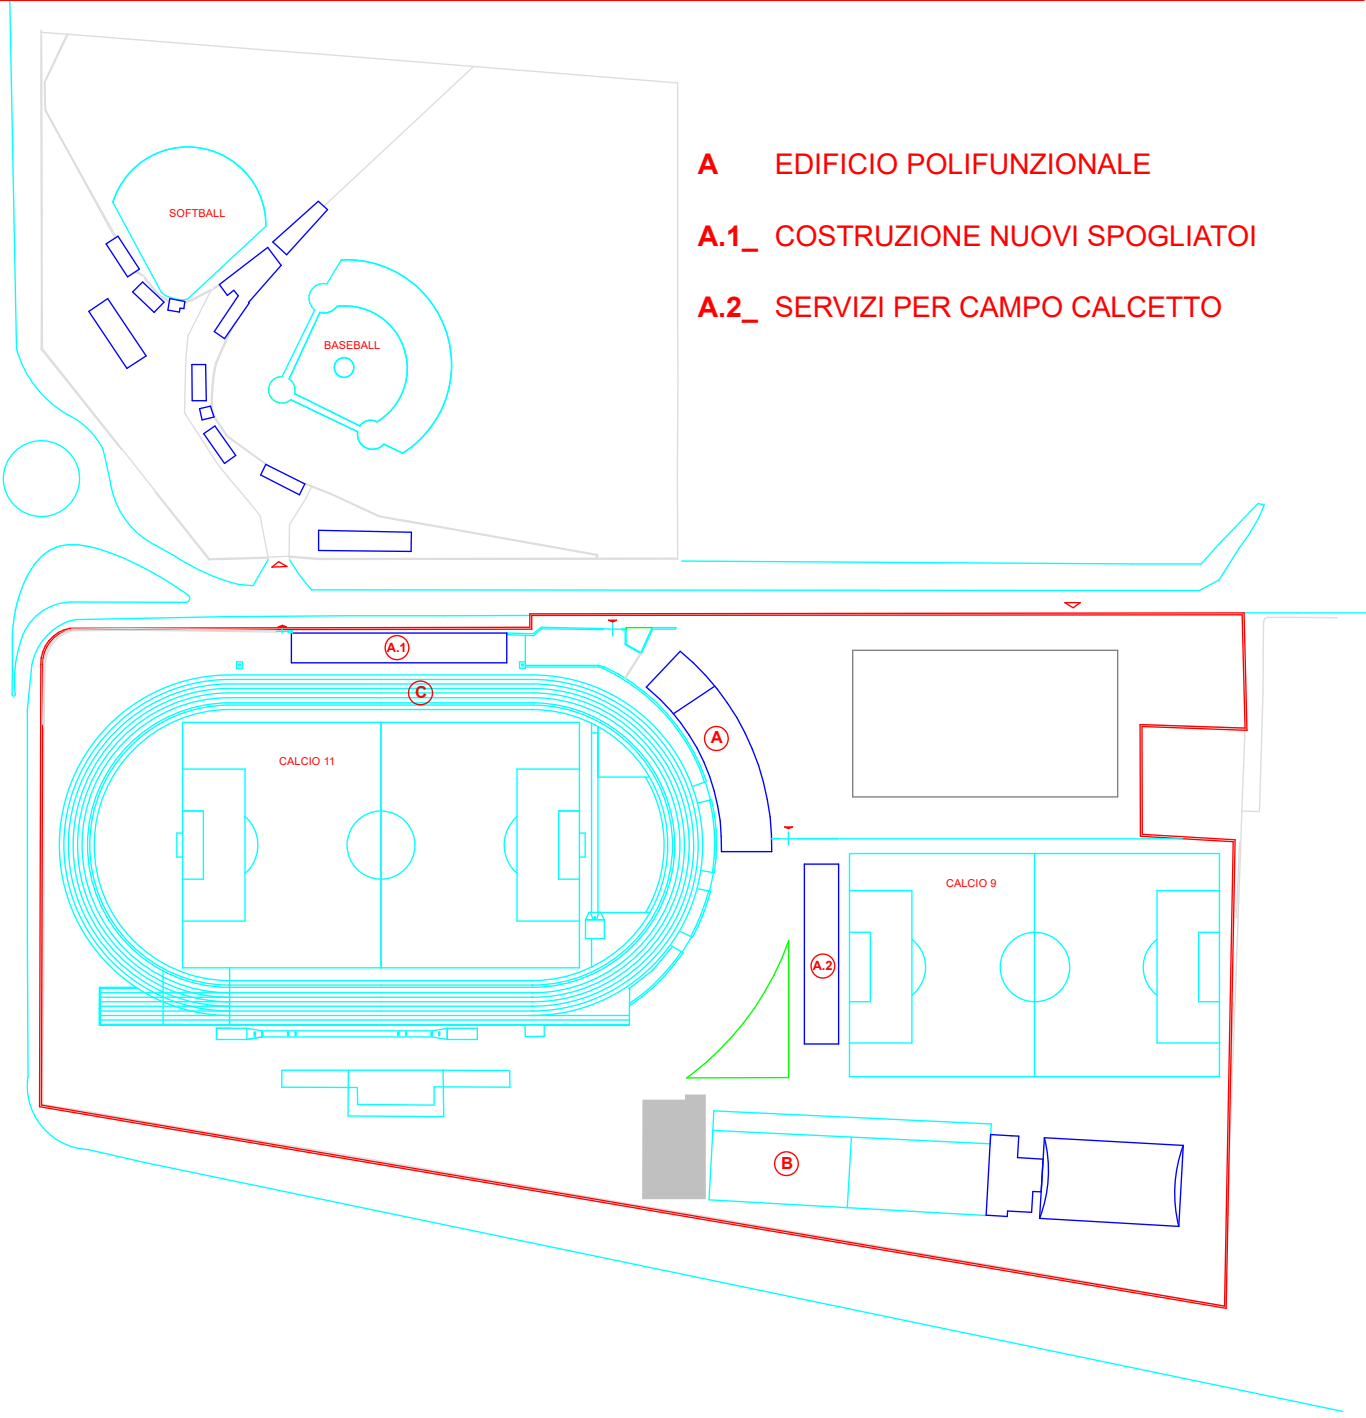 A EDIFICIO POLIFUNZIONALE
A.1_ COSTRUZIONE NUOVI SPOGLIATOI
A.2_ SERVIZI PER CAMPO CALCETTO
SOFTBALL
BASEBALL
A.1
C
A
CALCIO 11
CALCIO 9
A.2
B